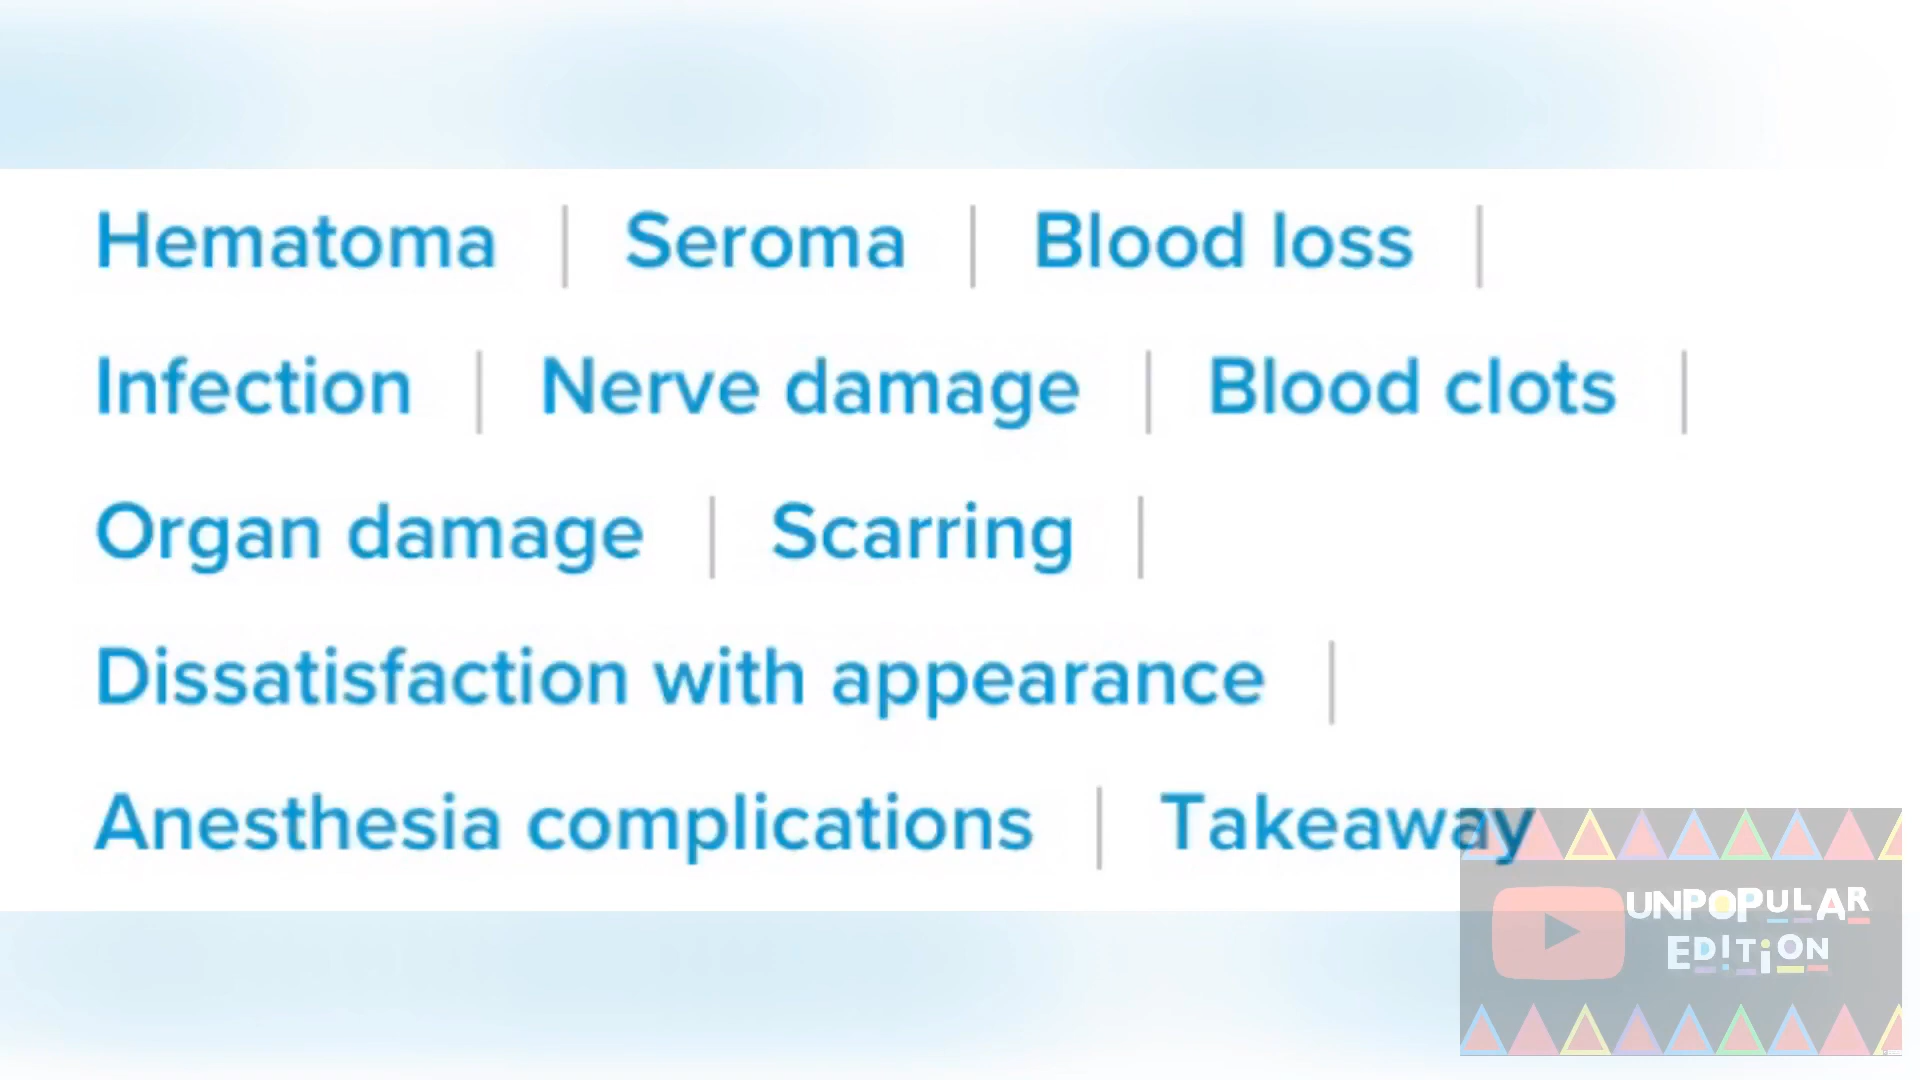 Hematoma | Seroma | Blood loss |
Infection | Nerve damage | Blood clots |
Organ damage | Scarring |
Dissatisfaction with appearance |
Anesthesia complications | Takeaway
UNPOPULAR
EDITION